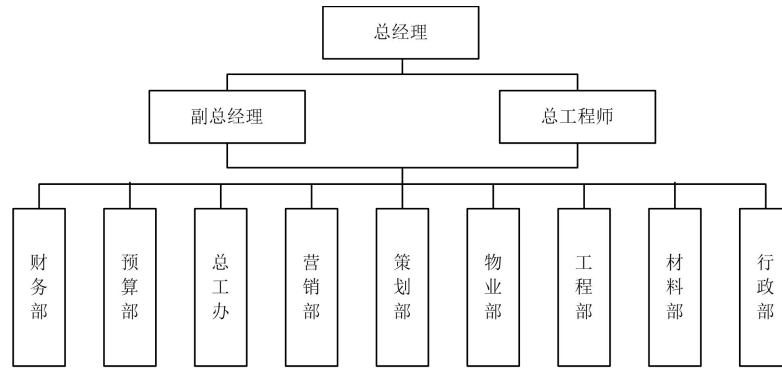 总经理
副总经理
总工程师
财务部
预算部
总工办
营销部
策划部
物业部
工程部
材料部
行政部